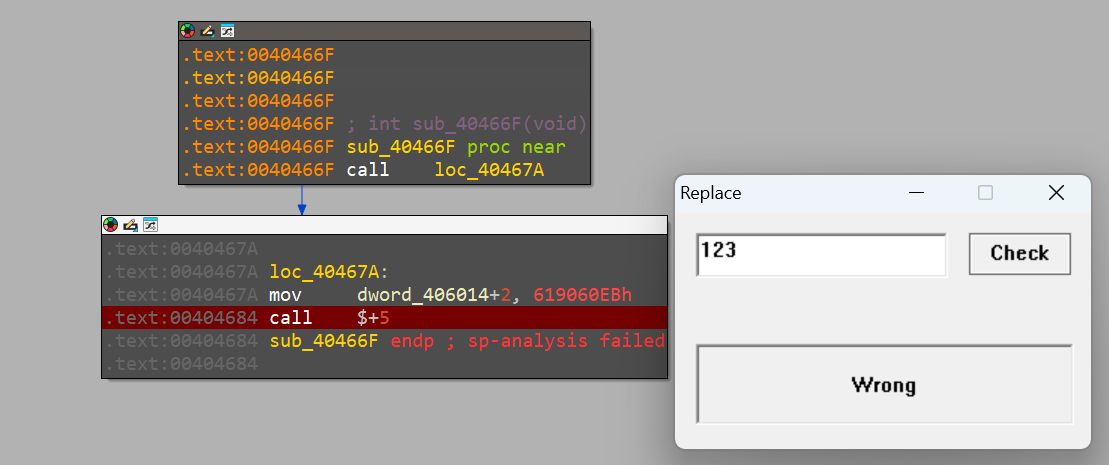 .text:0040466F
.text:0040466F
.text:0040466F
.text:0040466F ; int sub_40466F(void)
.text:0040466F sub_40466F proc near
.text:0040466F call    loc_40467A
.text:0040467A
.text:0040467A loc_40467A:
.text:0040467A mov     dword_406014+2, 619060EBh
.text:00404684 call    $+5
.text:00404684 sub_40466F endp ; sp-analysis failed
.text:00404684
Replace
123
Check
Wrong